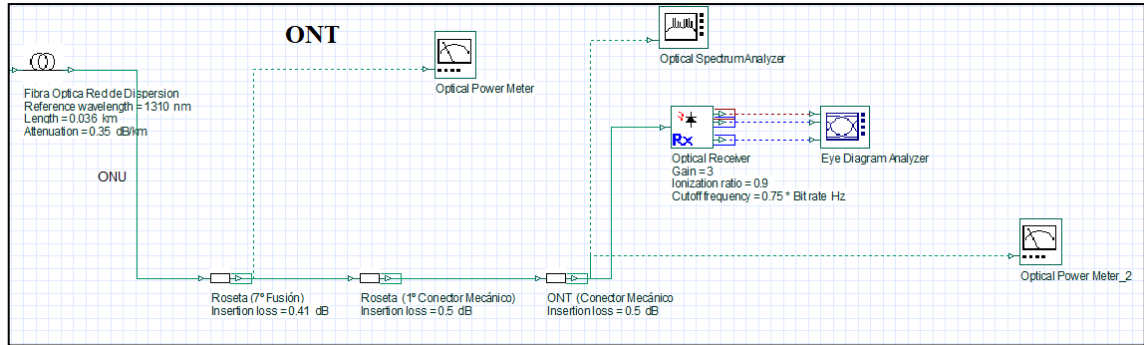 ONT
Optical Spectrum Analyzer
Optical Power Meter
Fibra Optica Red de Dispersion
Reference wavelength = 1310 nm
Length = 0.036 km
Attenuation = 0.35 dB/km
ONU
Rx
Optical Receiver
Gain = 3
Ionization ratio = 0.9
Cutoff frequency = 0.75 * Bit rate Hz
Eye Diagram Analyzer
Optical Power Meter_2
Roseta (7º Fusión)
Insertion loss = 0.41 dB
Roseta (1º Conector Mecánico)
Insertion loss = 0.5 dB
ONT (Conector Mecánico
Insertion loss = 0.5 dB